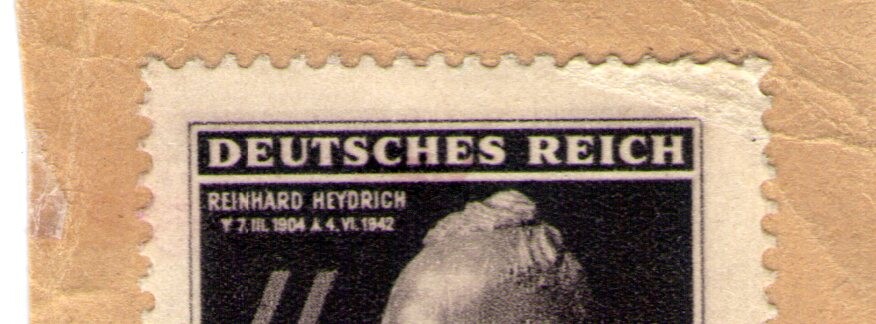 DEUTSCHES REICH
REINHARD HEYDRICH
ᛉ 7. III. 1904 ᛣ 4. VI. 1942